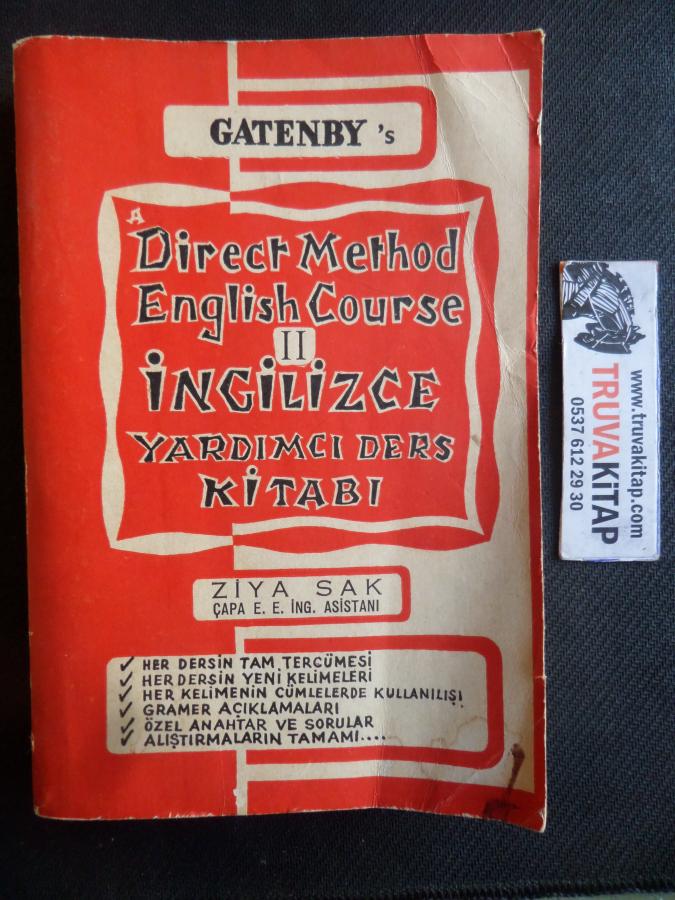 GATENBY 's
A
Direct Method
English Course
II
İNGİLİZCE
YARDIMCI DERS
KİTABI
ZİYA SAK
ÇAPA E. E. İNG. ASİSTANI
✓ HER DERSİN TAM TERCÜMESİ
✓ HER DERSİN YENİ KELİMELERİ
✓ HER KELİMENİN CÜMLELERDE KULLANILIŞI
✓ GRAMER AÇIKLAMALARI
✓ ÖZEL ANAHTAR VE SORULAR
✓ ALIŞTIRMALARIN TAMAMI....
www.truvakitap.com
TRUVAKİTAP
0537 612 29 30